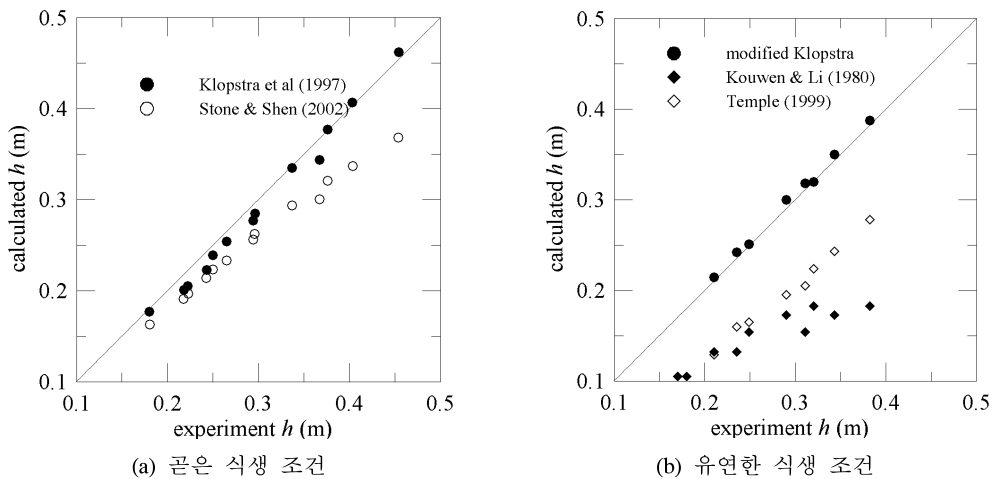 0.5
0.4
0.3
0.2
0.1
calculated h (m)
Klopstra et al (1997)
Stone & Shen (2002)
0.1 0.2 0.3 0.4 0.5
experiment h (m)
(a) 곧은 식생 조건
0.5
0.4
0.3
0.2
0.1
calculated h (m)
modified Klopstra
Kouwen & Li (1980)
Temple (1999)
0.1 0.2 0.3 0.4 0.5
experiment h (m)
(b) 유연한 식생 조건